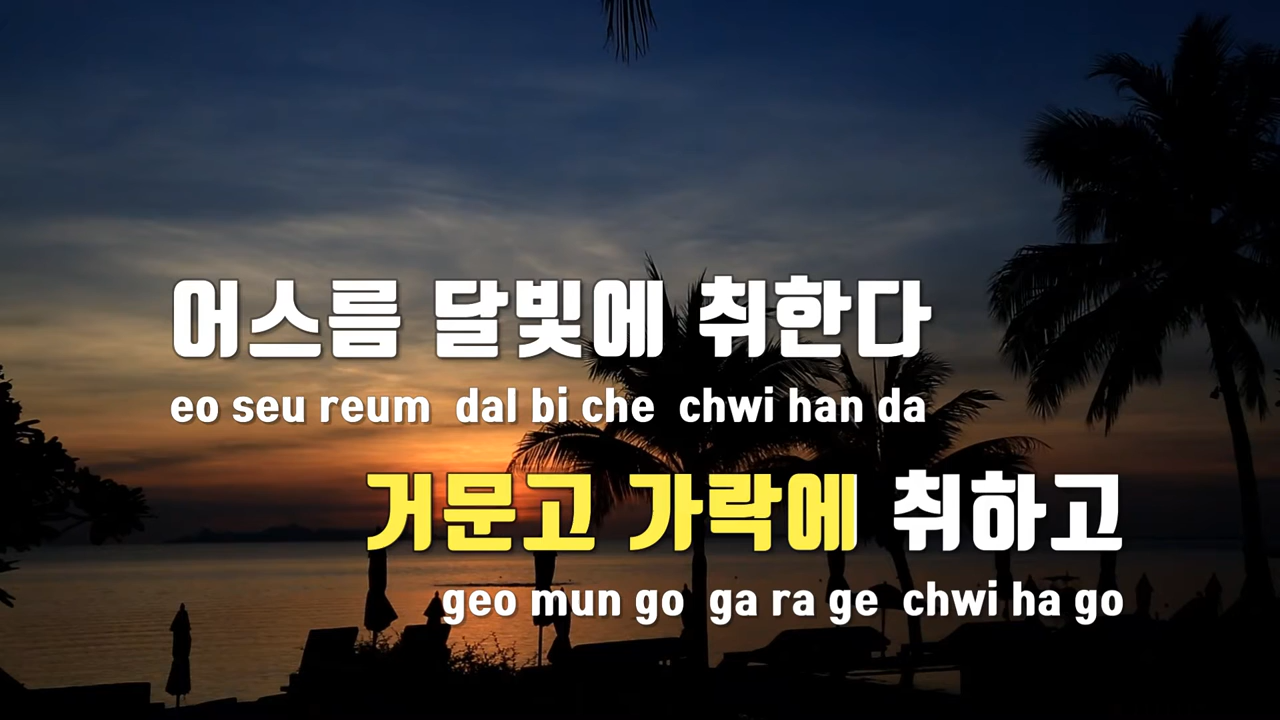 어스름 달빛에 취한다
eo seu reum dal bi che chwi han da
거문고 가락에 취하고
geo mun go ga ra ge chwi ha go